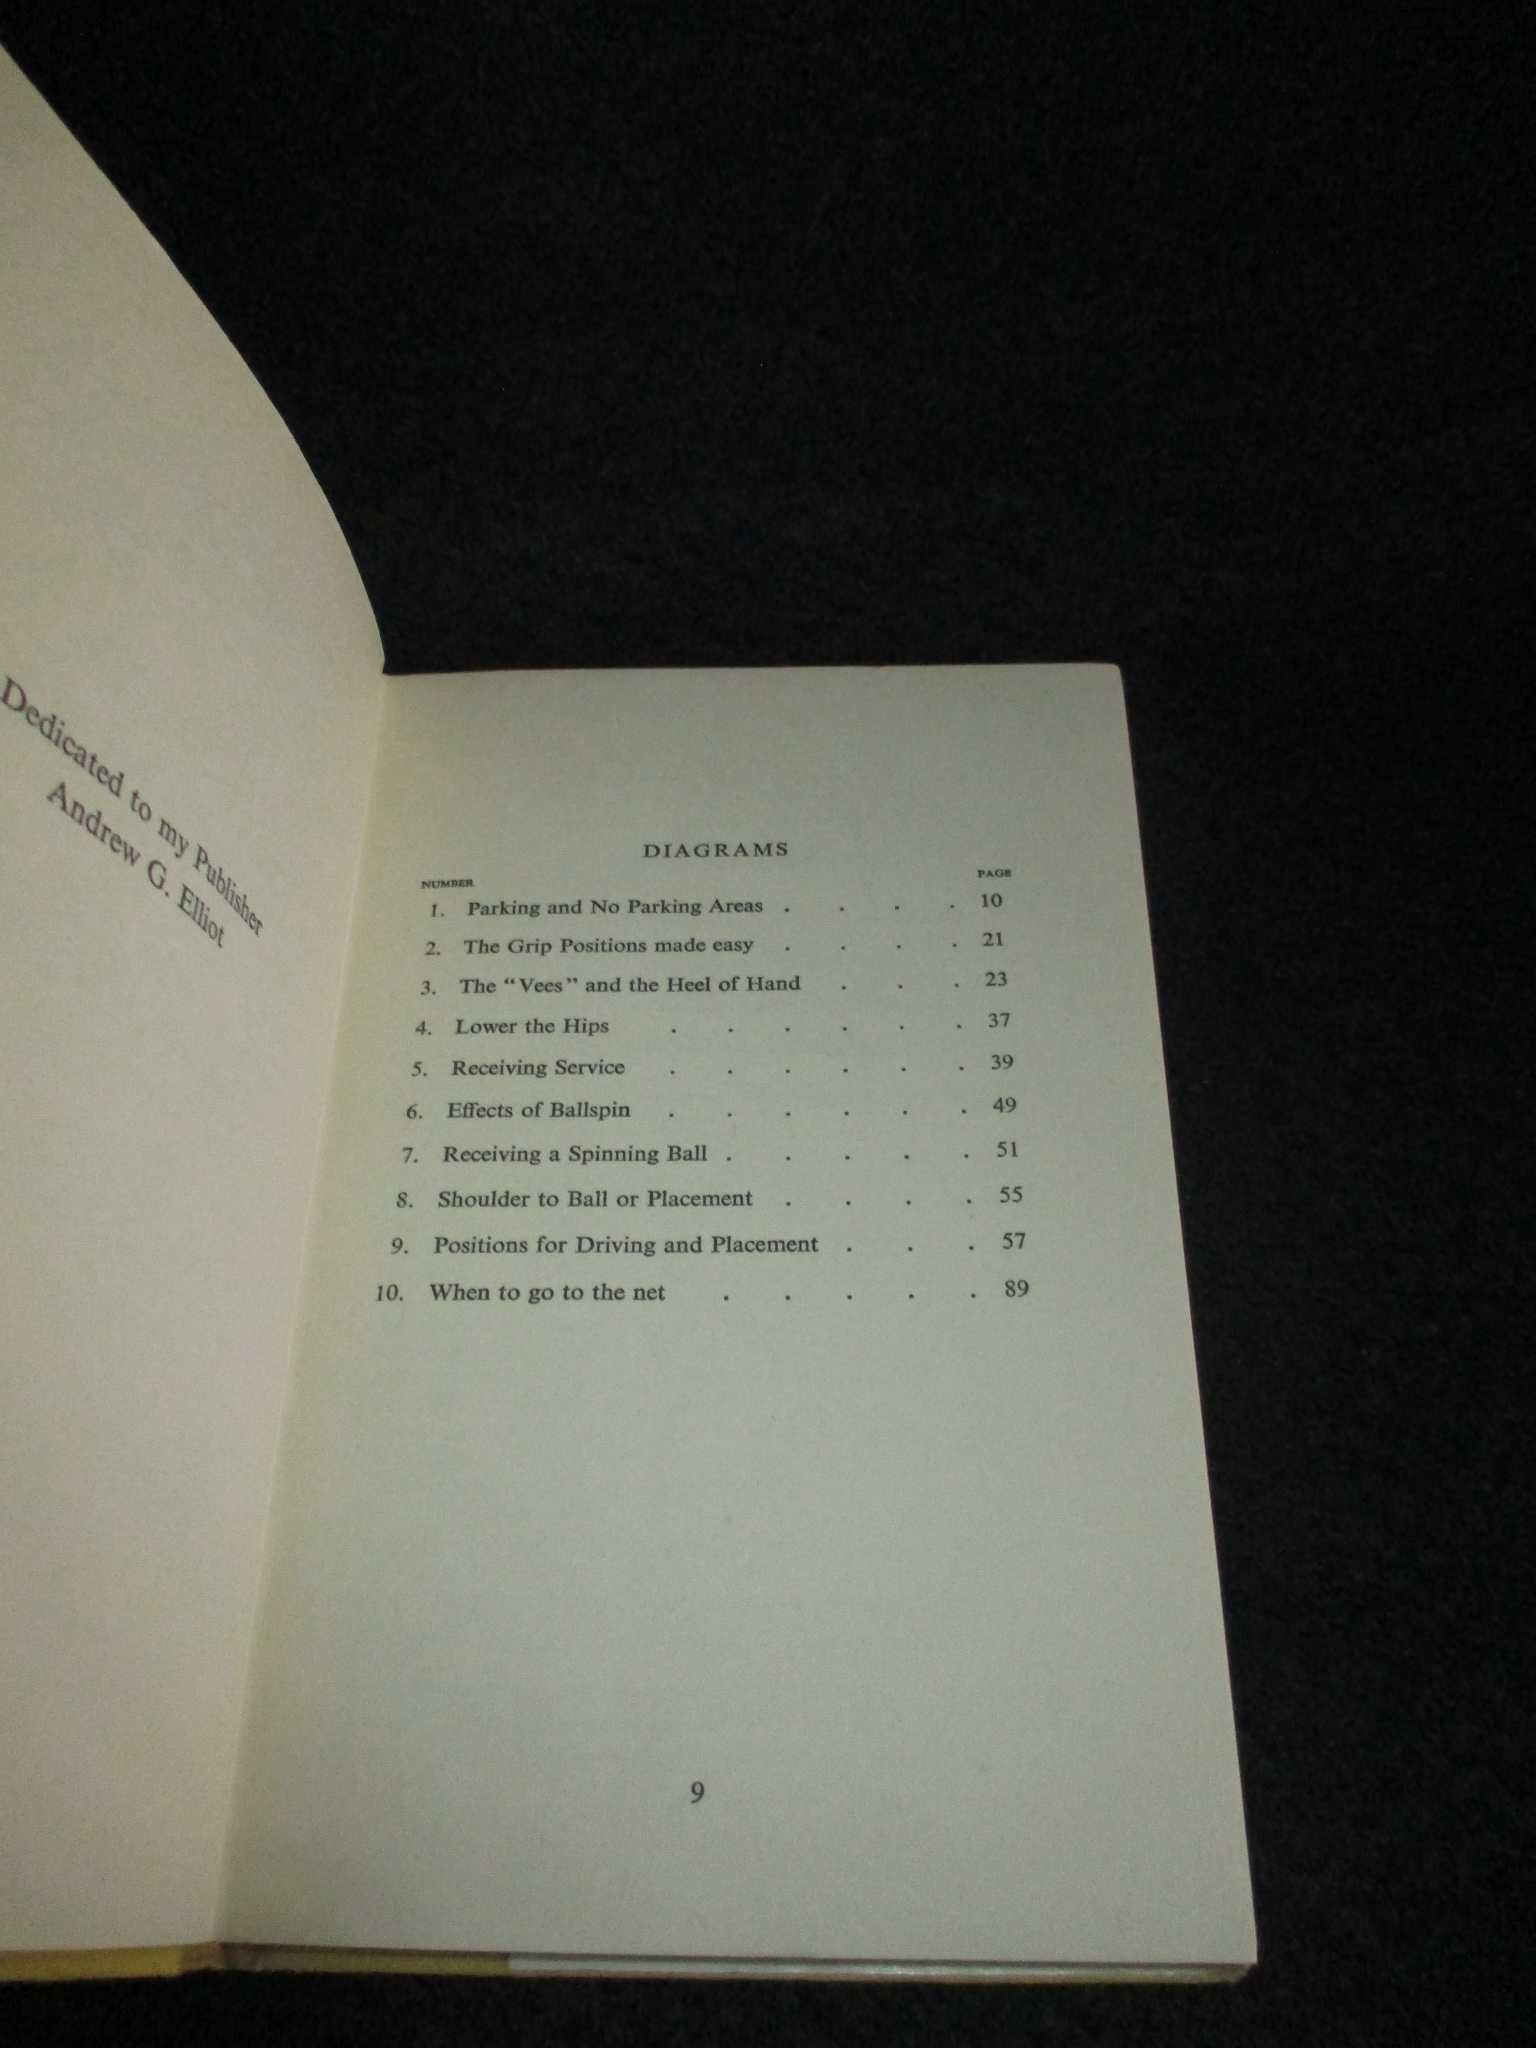 Dedicated to my Publisher
Andrew G. Elliot
DIAGRAMS
NUMBER PAGE
1. Parking and No Parking Areas . . . . 10
2. The Grip Positions made easy . . . . 21
3. The "Vees" and the Heel of Hand . . . 23
4. Lower the Hips . . . . . . 37
5. Receiving Service . . . . . . 39
6. Effects of Ballspin . . . . . . 49
7. Receiving a Spinning Ball . . . . . 51
8. Shoulder to Ball or Placement . . . . 55
9. Positions for Driving and Placement . . . 57
10. When to go to the net . . . . . 89
9